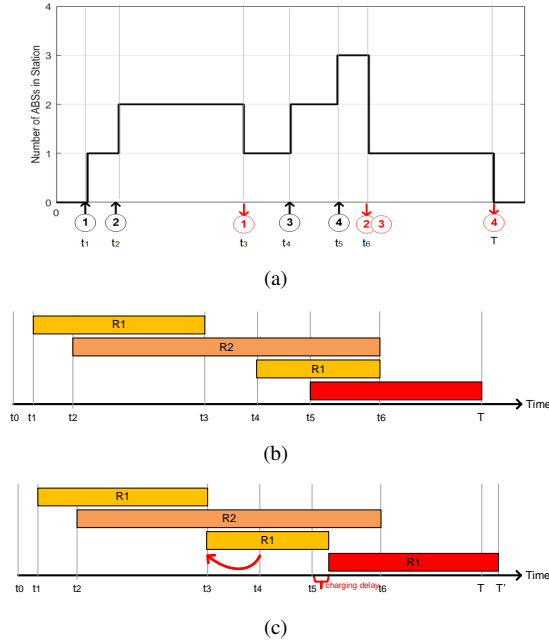 4
3
2
1
0
Number of ABSs in Station
0
1 2 1 3 4 2 3 4
t1 t2 t3 t4 t5 t6 T
(a)
R1
R2
R1
t0 t1 t2 t3 t4 t5 t6 T Time
(b)
R1
R2
R1
R1
charging delay
t0 t1 t2 t3 t4 t5 t6 T T' Time
(c)